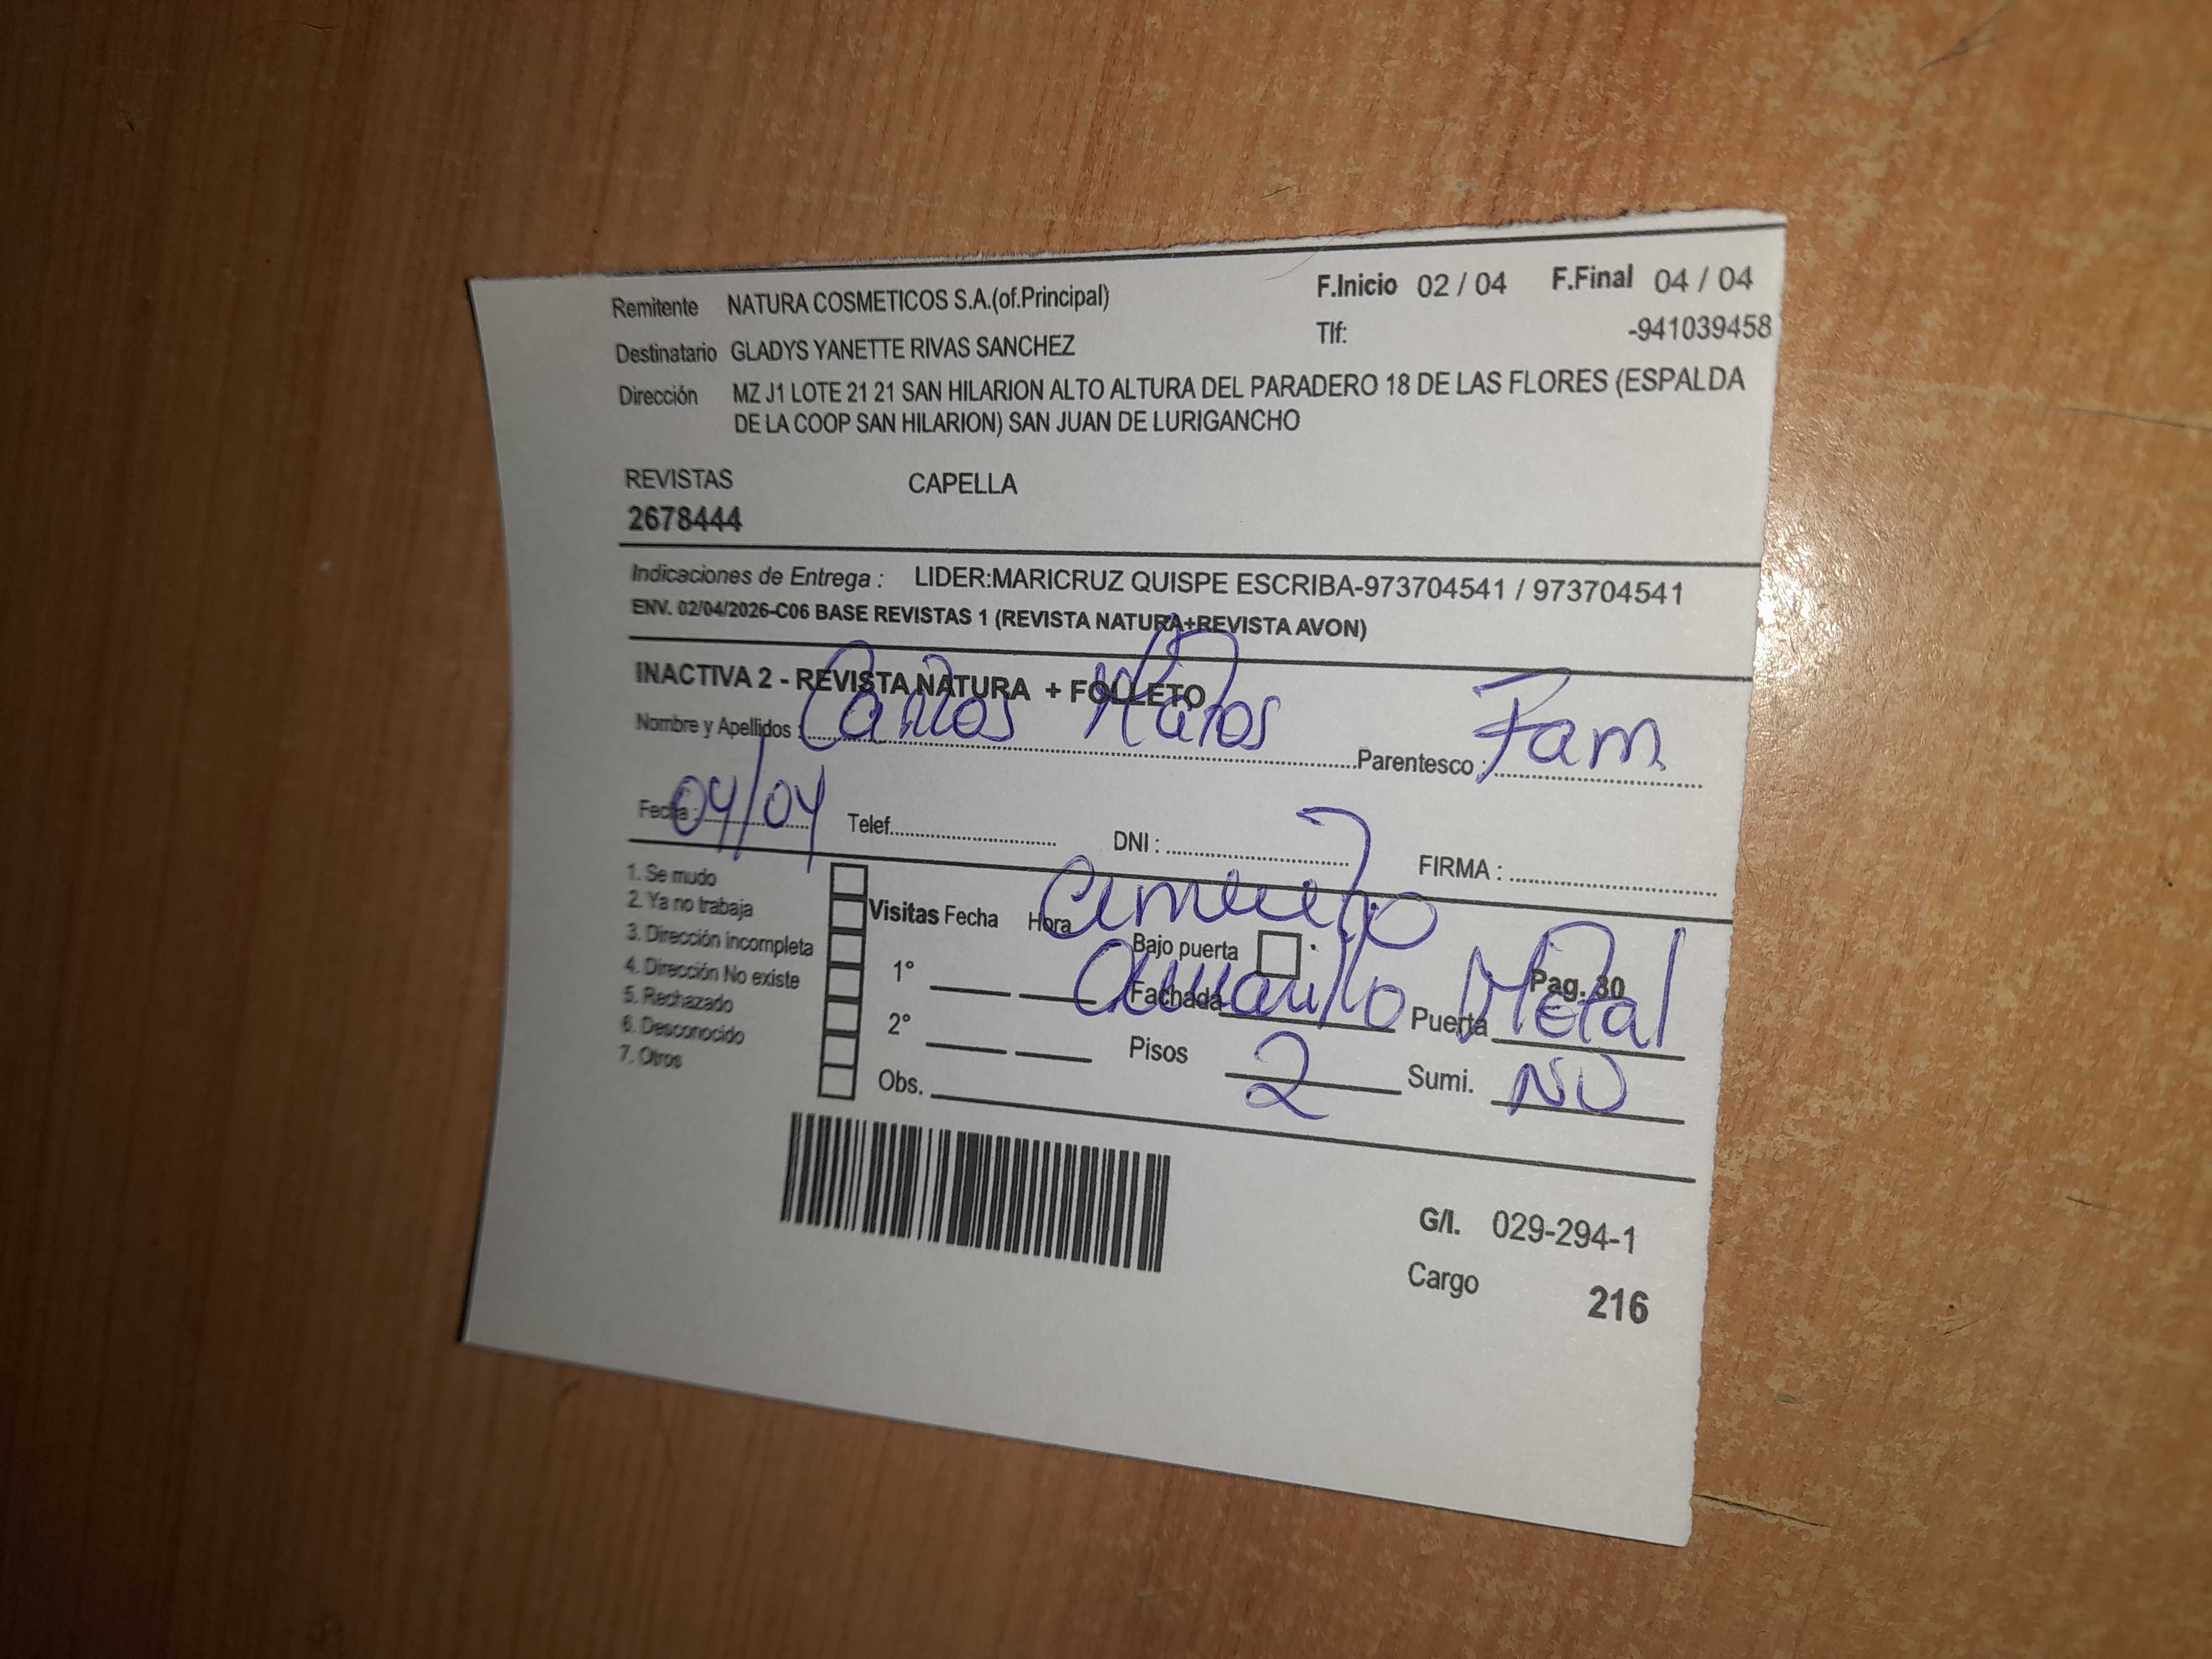 Remitente NATURA COSMETICOS S.A.(of.Principal) F.Inicio 02 / 04 F.Final 04 / 04
Destinatario GLADYS YANETTE RIVAS SANCHEZ Tlf: -941039458
Dirección MZ J1 LOTE 21 21 SAN HILARION ALTO ALTURA DEL PARADERO 18 DE LAS FLORES (ESPALDA
DE LA COOP SAN HILARION) SAN JUAN DE LURIGANCHO
REVISTAS CAPELLA
2678444
Indicaciones de Entrega : LIDER:MARICRUZ QUISPE ESCRIBA-973704541 / 973704541
ENV. 02/04/2026-C06 BASE REVISTAS 1 (REVISTA NATURA+REVISTA AVON)
INACTIVA 2 - REVISTA NATURA + FOLLETO
Nombre y Apellidos : Carlos Matos Parentesco : Fam.
Fecha : 04/04 Telef. DNI : FIRMA :
1. Se mudo
2. Ya no trabaja
3. Dirección incompleta
4. Dirección No existe
5. Rechazado
6. Desconocido
7. Otros
Visitas Fecha Hora
1°
2°
Obs.
cemento
Bajo puerta Pag. 30
Fachada amarillo Puerta Metal
Pisos 2 Sumi. NO
G/I. 029-294-1
Cargo 216